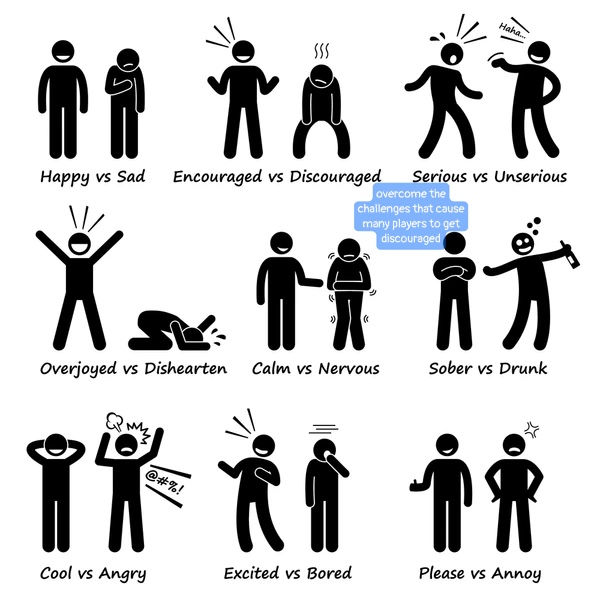 Haha...
Happy vs Sad
Encouraged vs Discouraged
Serious vs Unserious
overcome the
challenges that cause
many players to get
discouraged
Overjoyed vs Dishearten
Calm vs Nervous
Sober vs Drunk
@#%!
Cool vs Angry
Excited vs Bored
Please vs Annoy